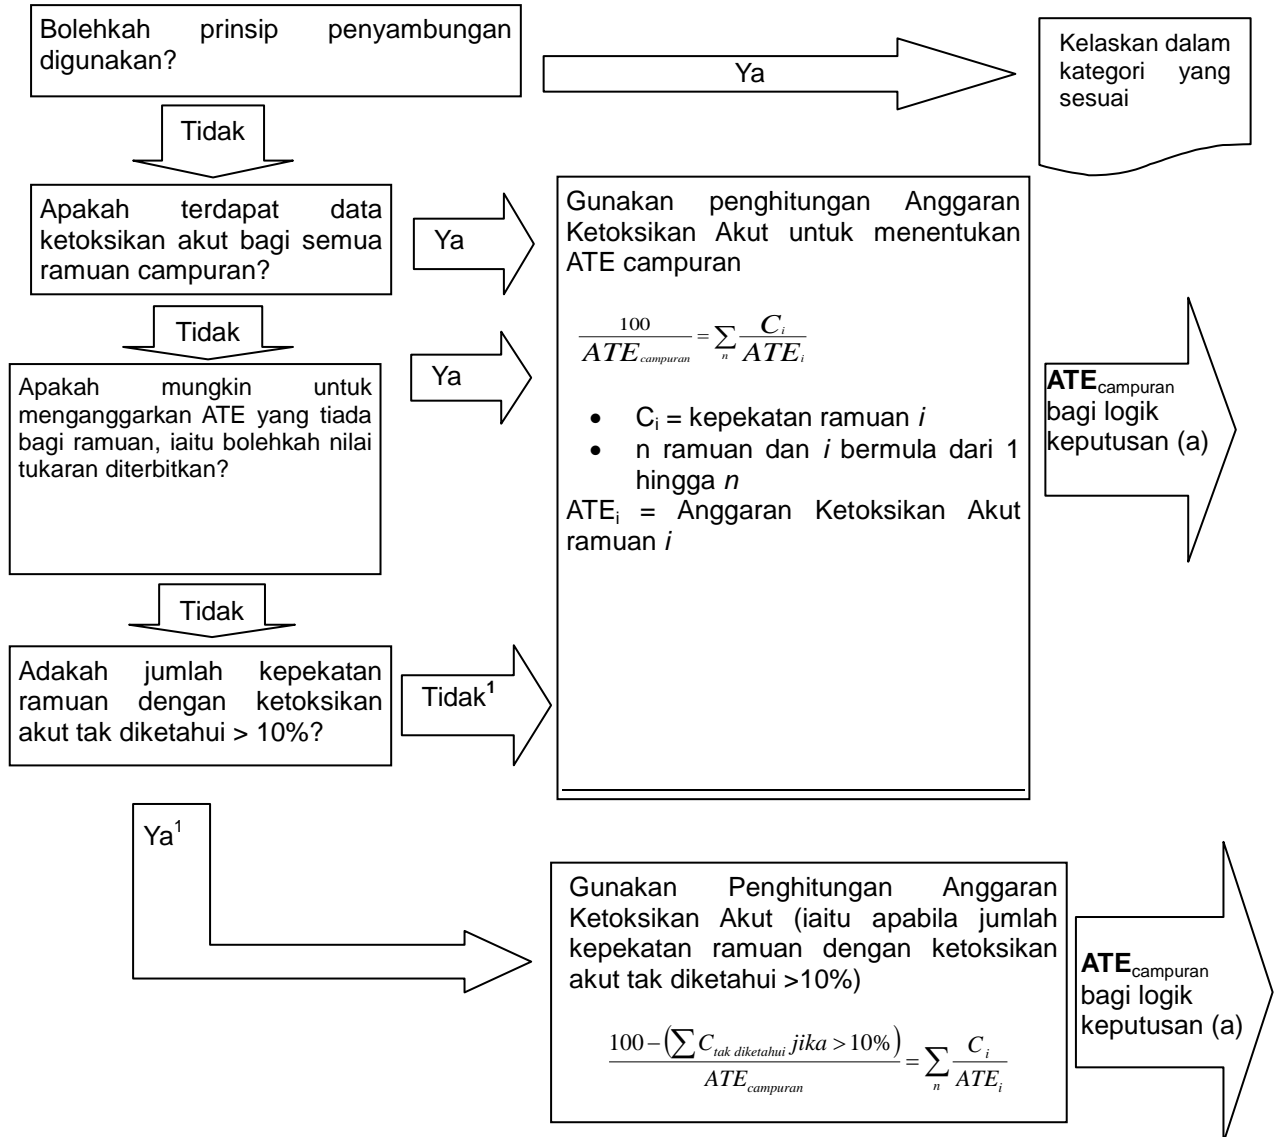 Bolehkah prinsip penyambungan
digunakan?
Ya
Kelaskan dalam
kategori yang
sesuai
Tidak
Apakah terdapat data
ketoksikan akut bagi semua
ramuan campuran?
Ya
Gunakan penghitungan Anggaran
Ketoksikan Akut untuk menentukan
ATE campuran
100/ATE_campuran = ∑_n C_i/ATE_i
• C_i = kepekatan ramuan i
• n ramuan dan i bermula dari 1
hingga n
ATE_i = Anggaran Ketoksikan Akut
ramuan i
ATE_campuran
bagi logik
keputusan (a)
Tidak
Apakah mungkin untuk
menganggarkan ATE yang tiada
bagi ramuan, iaitu bolehkah nilai
tukaran diterbitkan?
Ya
Tidak
Adakah jumlah kepekatan
ramuan dengan ketoksikan
akut tak diketahui > 10%?
Tidak¹
Ya¹
Gunakan Penghitungan Anggaran
Ketoksikan Akut (iaitu apabila jumlah
kepekatan ramuan dengan ketoksikan
akut tak diketahui >10%)
100 − (∑ C_tak diketahui jika > 10%)/ATE_campuran = ∑_n C_i/ATE_i
ATE_campuran
bagi logik
keputusan (a)